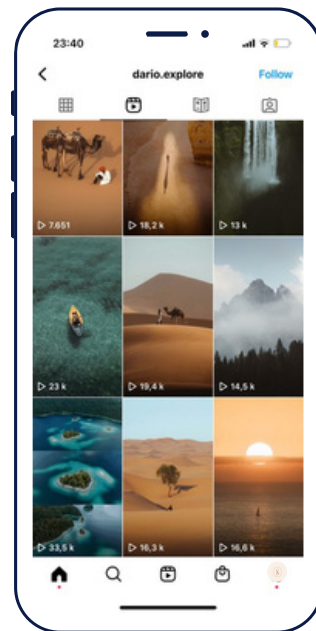 23:40
dario.explore Follow
7.651 18,2 k 13 k
23 k 19,4 k 14,5 k
33,5 k 16,3 k 16,6 k